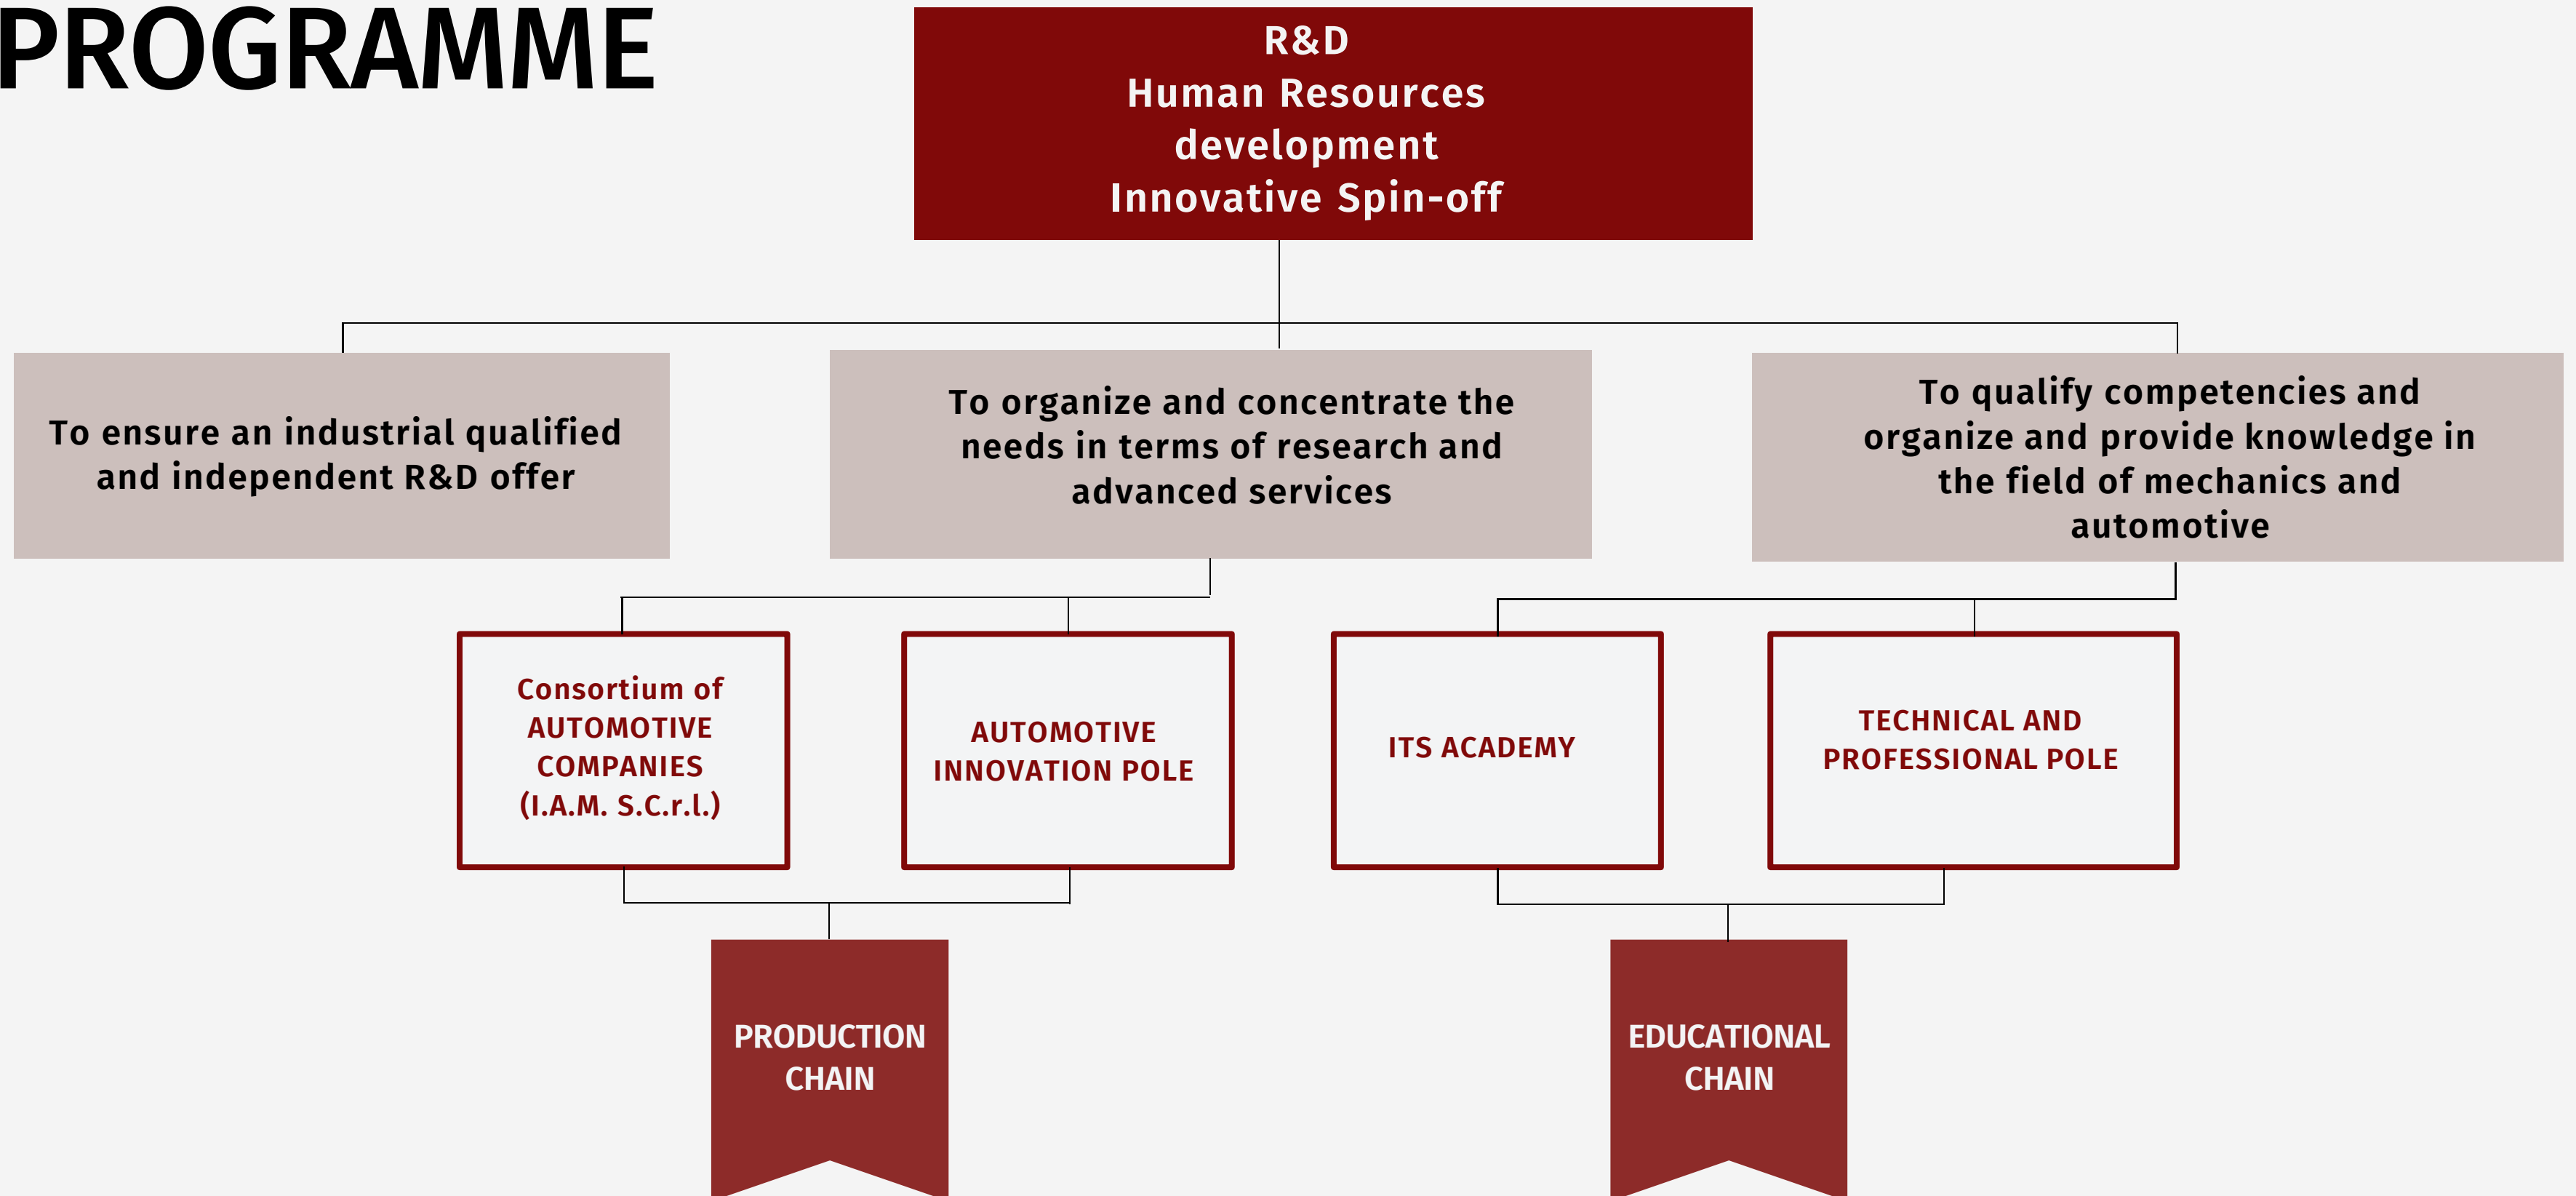 PROGRAMME
R&D
Human Resources
development
Innovative Spin-off
To ensure an industrial qualified
and independent R&D offer
To organize and concentrate the
needs in terms of research and
advanced services
To qualify competencies and
organize and provide knowledge in
the field of mechanics and
automotive
Consortium of
AUTOMOTIVE
COMPANIES
(I.A.M. S.C.r.l.)
AUTOMOTIVE
INNOVATION POLE
ITS ACADEMY
TECHNICAL AND
PROFESSIONAL POLE
PRODUCTION
CHAIN
EDUCATIONAL
CHAIN